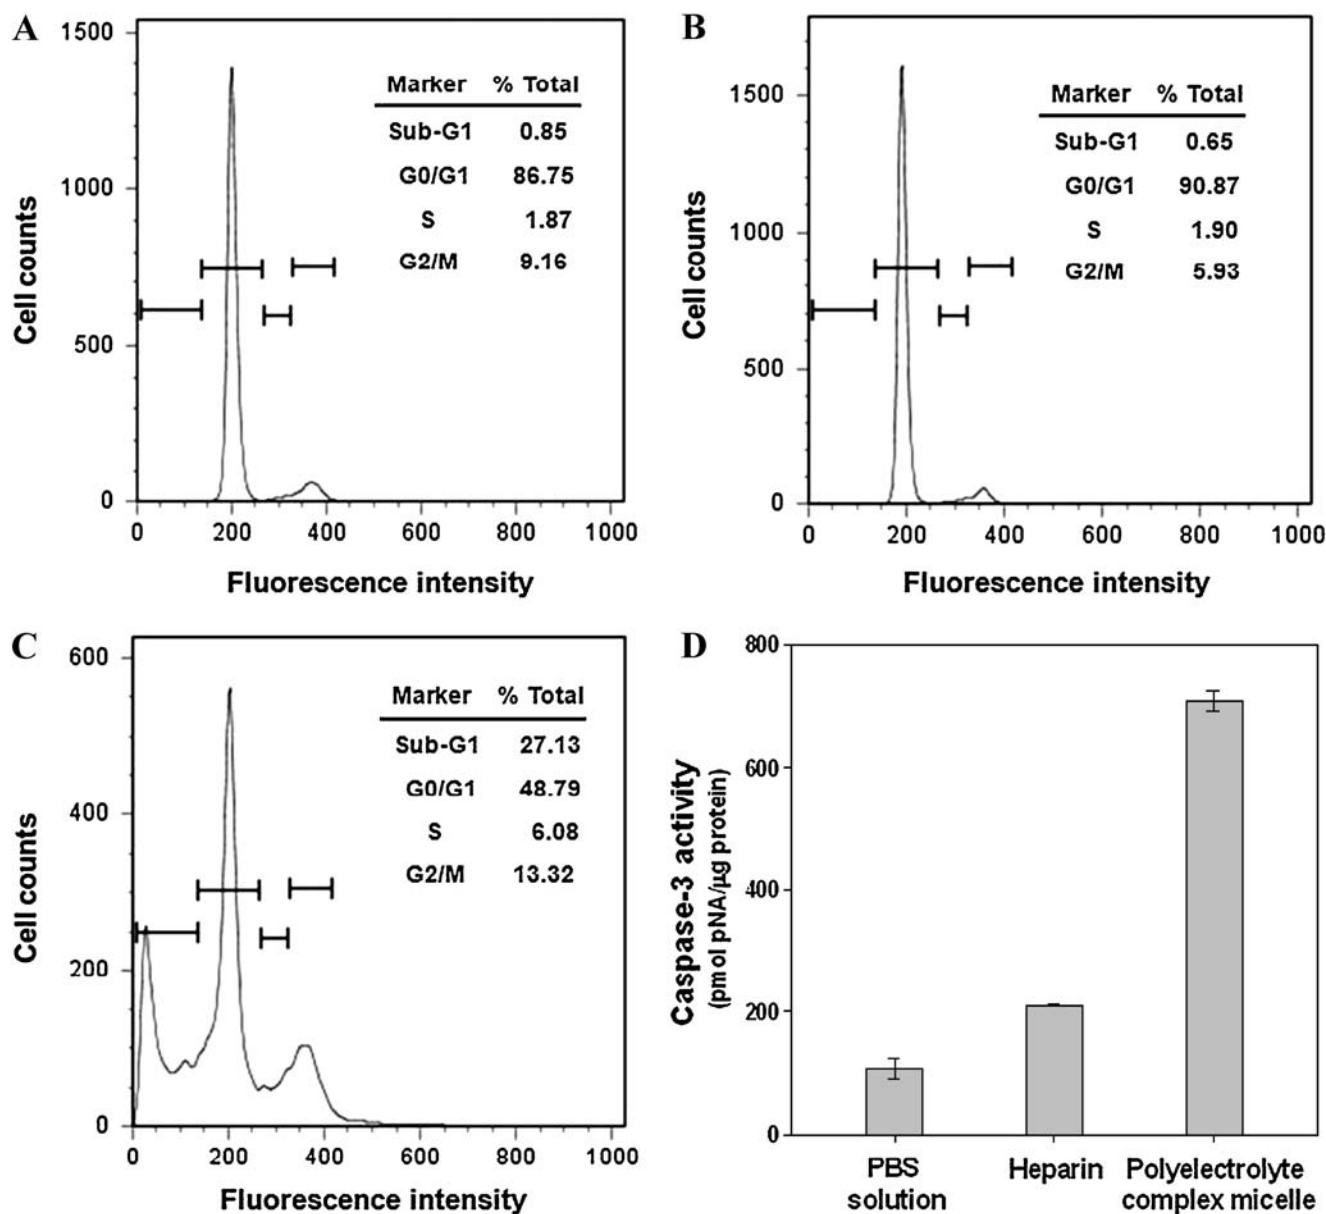 A
1500
1000
500
0
Cell counts
Marker % Total
Sub-G1 0.85
G0/G1 86.75
S 1.87
G2/M 9.16
0 200 400 600 800 1000
Fluorescence intensity
B
1500
1000
500
0
Cell counts
Marker % Total
Sub-G1 0.65
G0/G1 90.87
S 1.90
G2/M 5.93
0 200 400 600 800 1000
Fluorescence intensity
C
600
400
200
0
Cell counts
Marker % Total
Sub-G1 27.13
G0/G1 48.79
S 6.08
G2/M 13.32
0 200 400 600 800 1000
Fluorescence intensity
D
800
600
400
200
0
Caspase-3 activity
(pmol pNA/μg protein)
PBS
solution
Heparin
Polyelectrolyte
complex micelle